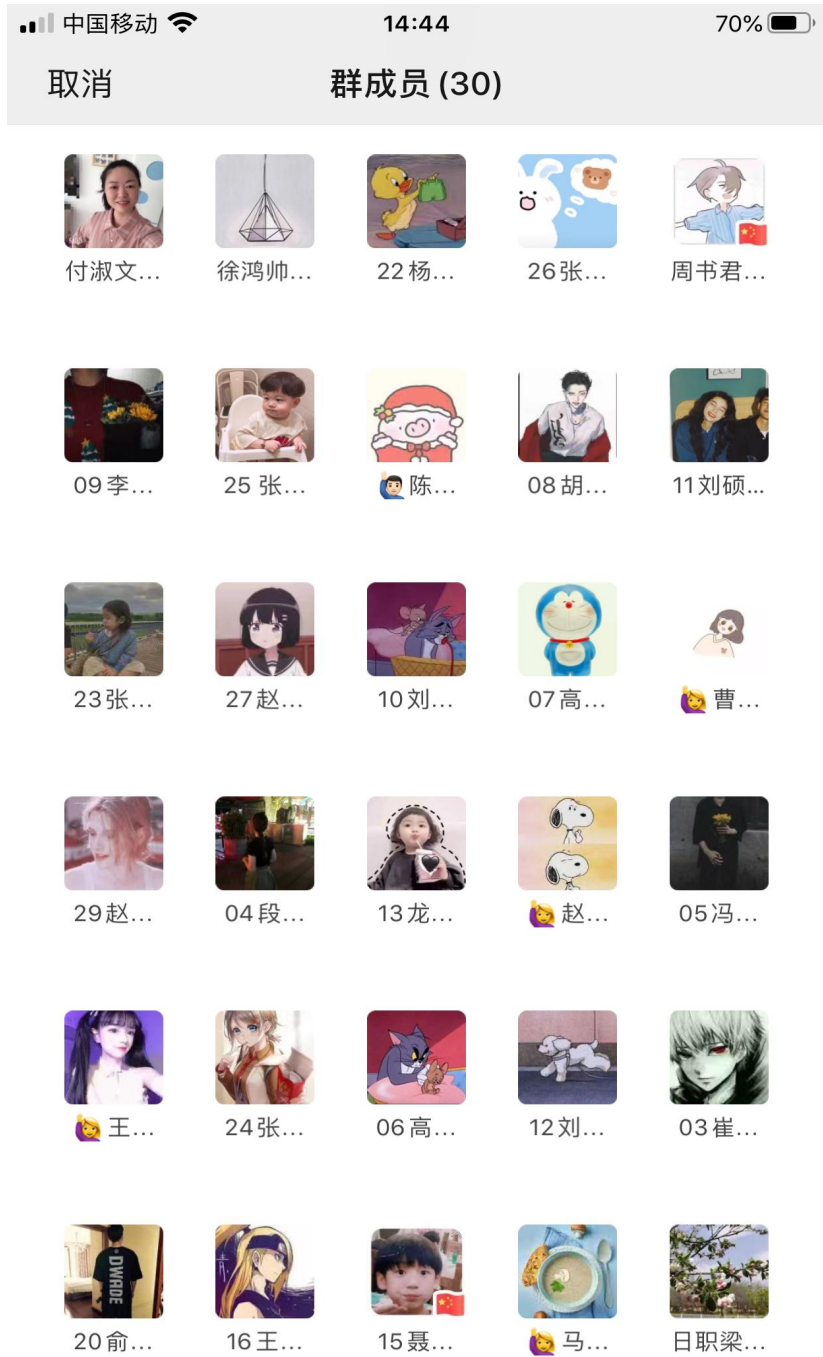 中国移动 14:44 70%
取消 群成员(30)
付淑文... 徐鸿帅... 22杨... 26张... 周书君...
09李... 25 张... 🙋🏻‍♂️陈... 08胡... 11刘硕...
23张... 27赵... 10刘... 07高... 🙋‍♀️曹...
29赵... 04段... 13龙... 🙋‍♀️赵... 05冯...
🙋‍♀️王... 24张... 06高... 12刘... 03崔...
DWADE
20俞... 16王... 15聂... 🙋‍♀️马... 日职梁...